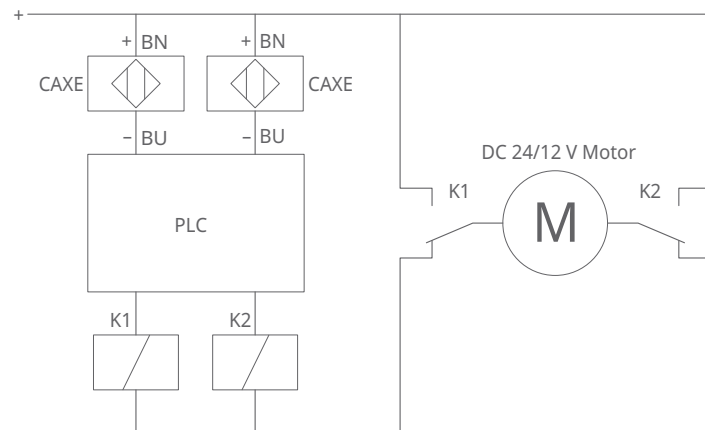 +
+ BN
+ BN
CAXE
CAXE
– BU
– BU
DC 24/12 V Motor
K1
K2
M
PLC
K1
K2